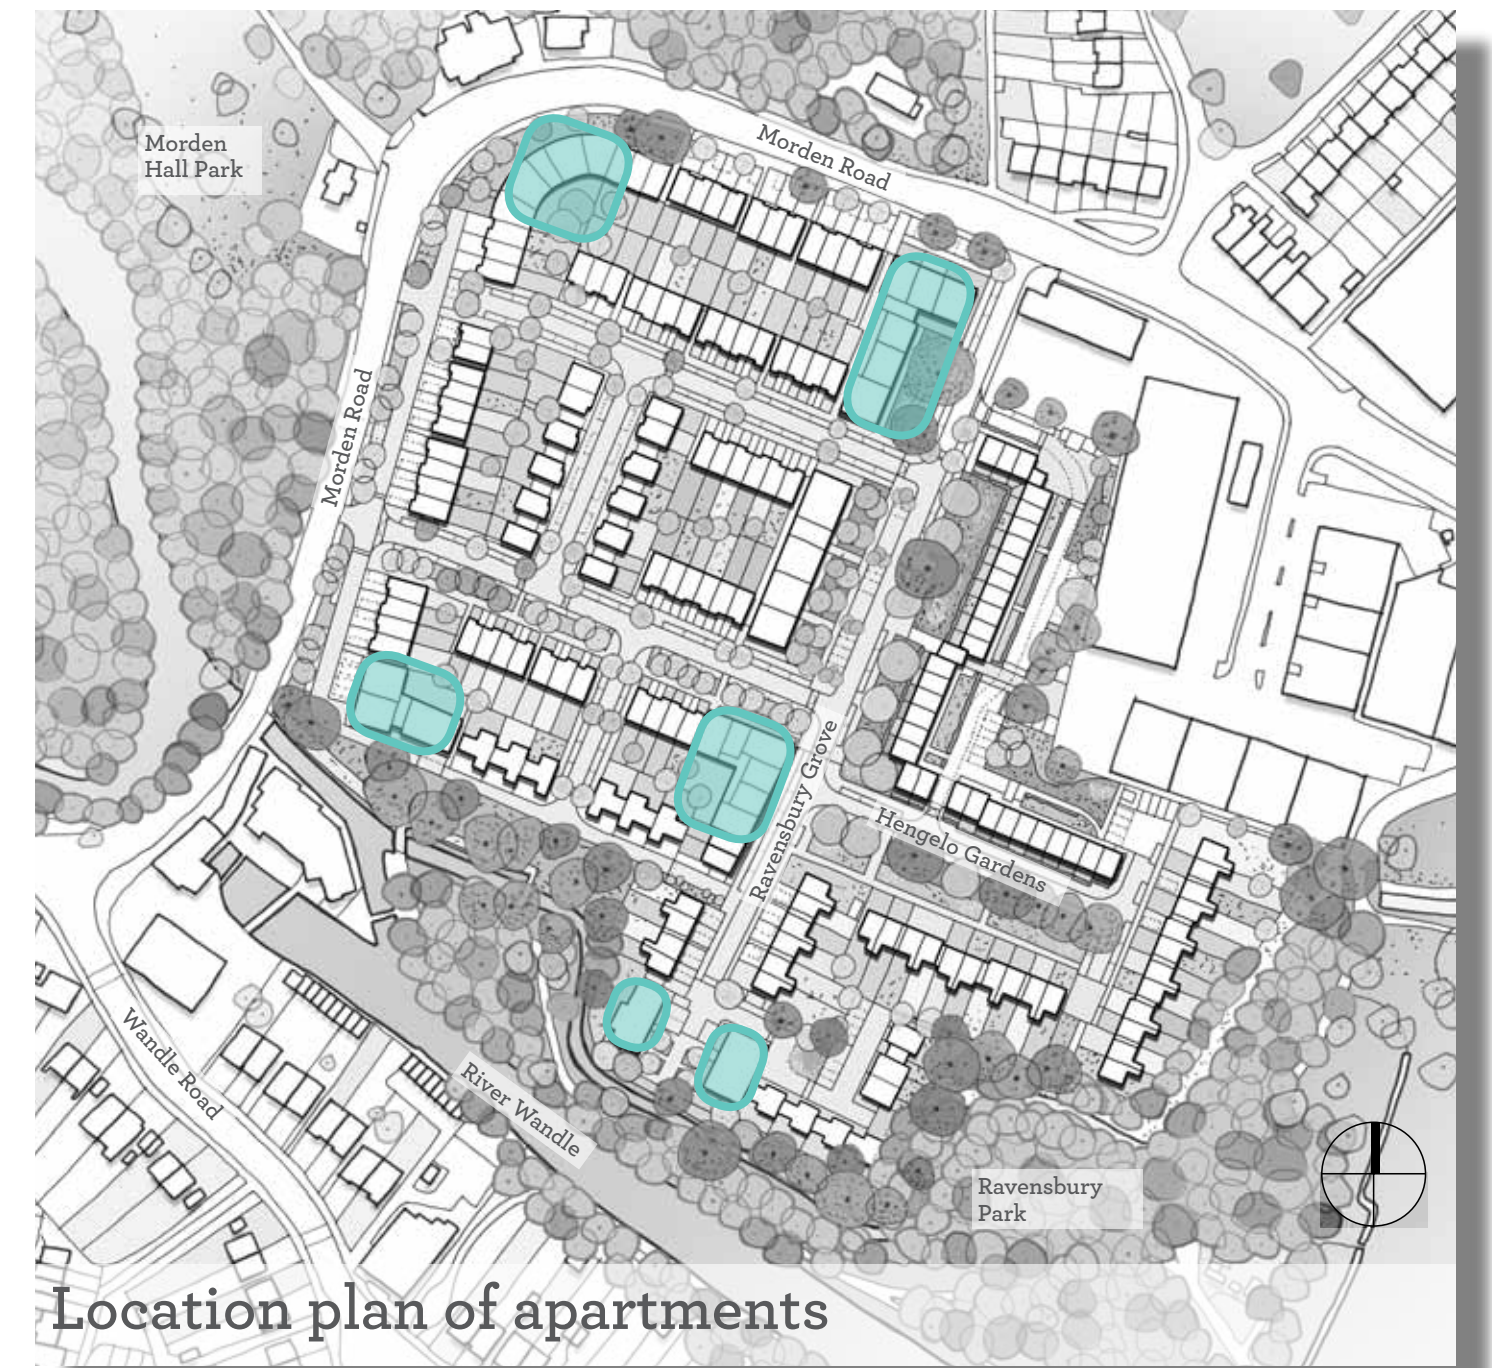 Morden
Hall Park
Morden Road
Morden Road
Ravensbury Grove
Hengelo Gardens
Wandle Road
River Wandle
Ravensbury
Park
Location plan of apartments